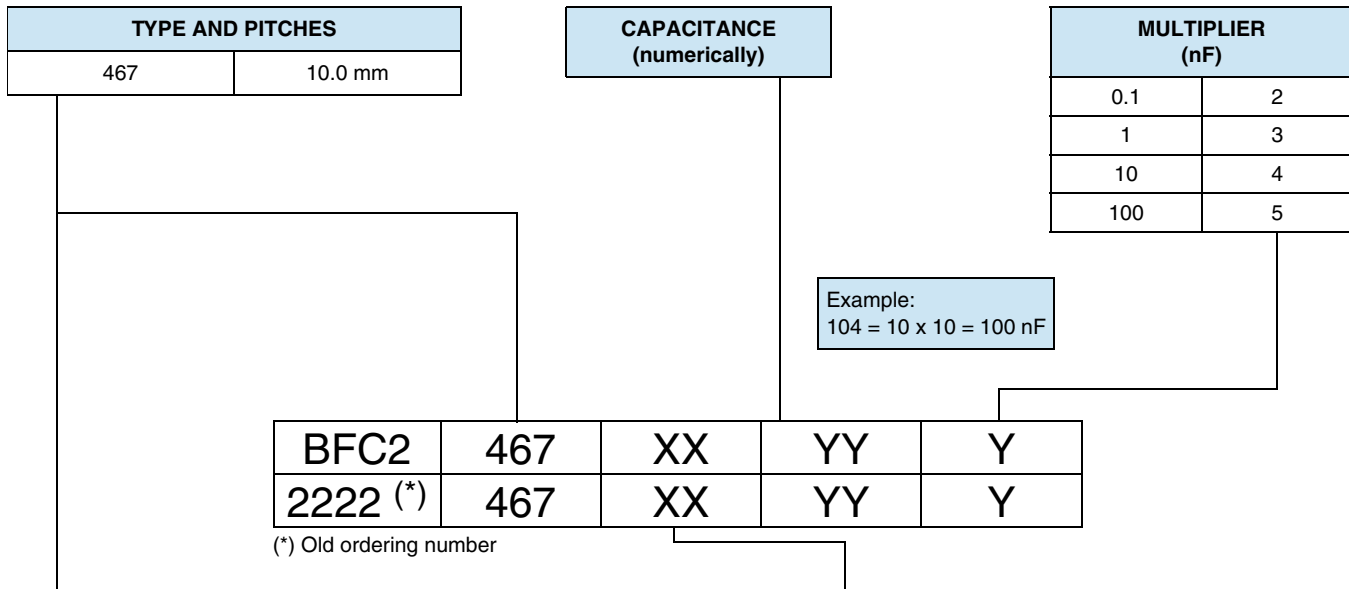 TYPE AND PITCHES
467 10.0 mm
CAPACITANCE
(numerically)
MULTIPLIER
(nF)
0.1 2
1 3
10 4
100 5
Example:
104 = 10 x 10 = 100 nF
BFC2 467 XX YY Y
2222 (*) 467 XX YY Y
(*) Old ordering number